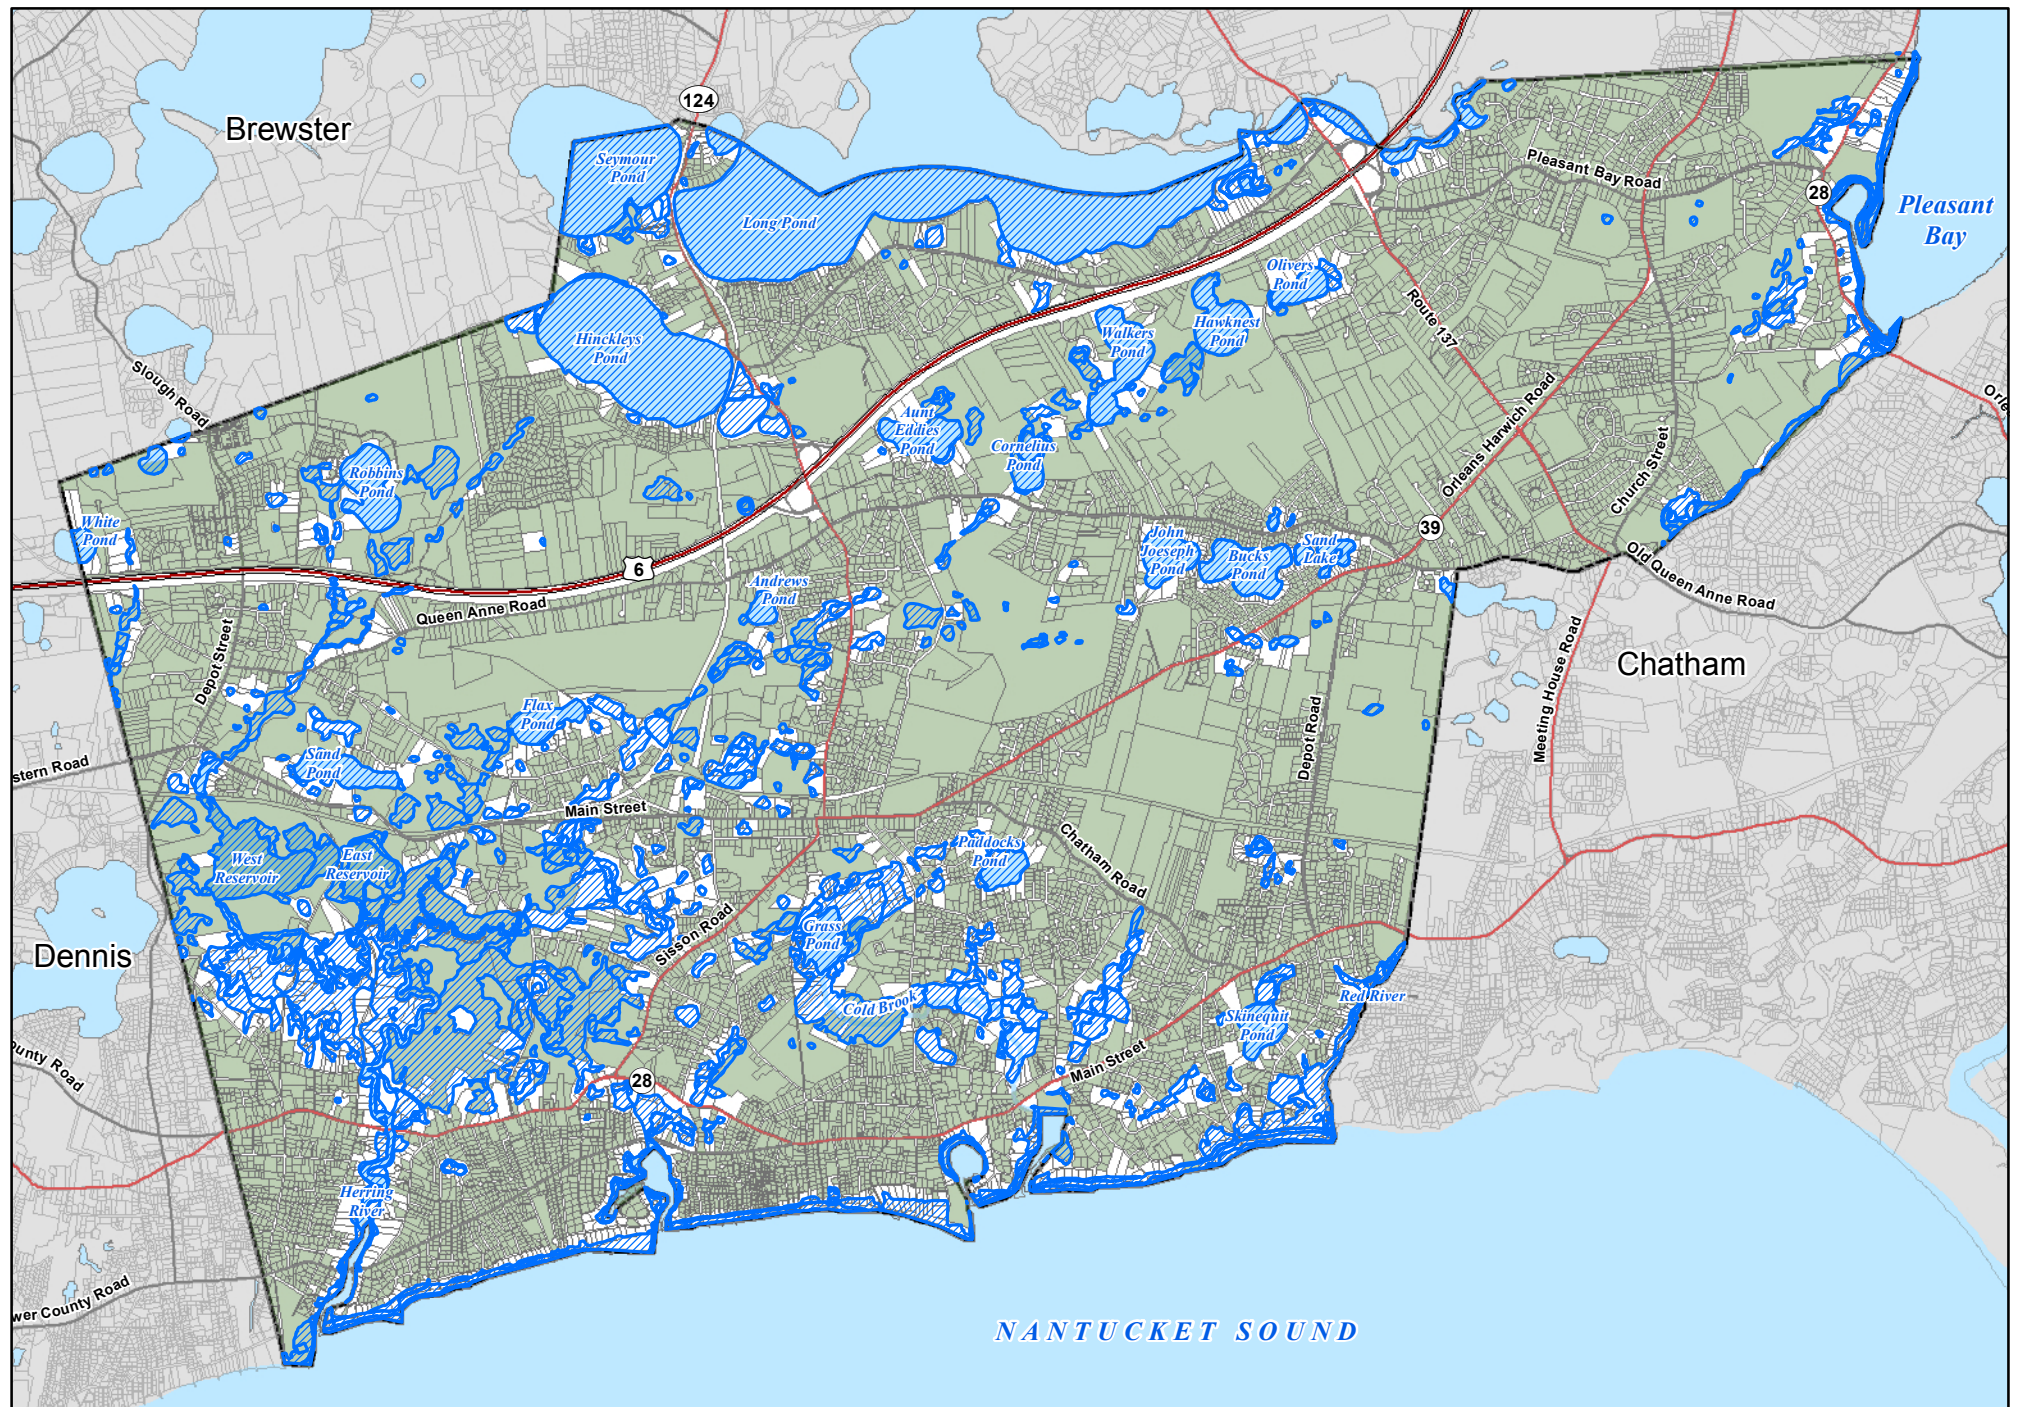 124
Brewster
Seymour
Pond
Long Pond
Pleasant Bay Road
28
Pleasant
Bay
Olivers
Pond
Hawknest
Pond
Walkers
Pond
Route 137
Hinckleys
Pond
Slough Road
Orle
Aunt
Eddies
Pond
Cornelius
Pond
Orleans Harwich Road
Church Street
Robbins
Pond
White
Pond
39
John
Joeseph
Pond
Bucks
Pond
Sand
Lake
Old Queen Anne Road
6
Andrews
Pond
Queen Anne Road
Depot Street
Meeting House Road
Chatham
Flax
Pond
Sand
Pond
Depot Road
stern Road
Main Street
West
Reservoir
East
Reservoir
Paddocks
Pond
Chatham Road
Dennis
Sisson Road
Grass
Pond
Cold Brook
Red River
Skinequit
Pond
ounty Road
28
Main Street
Herring
River
wer County Road
NANTUCKET SOUND